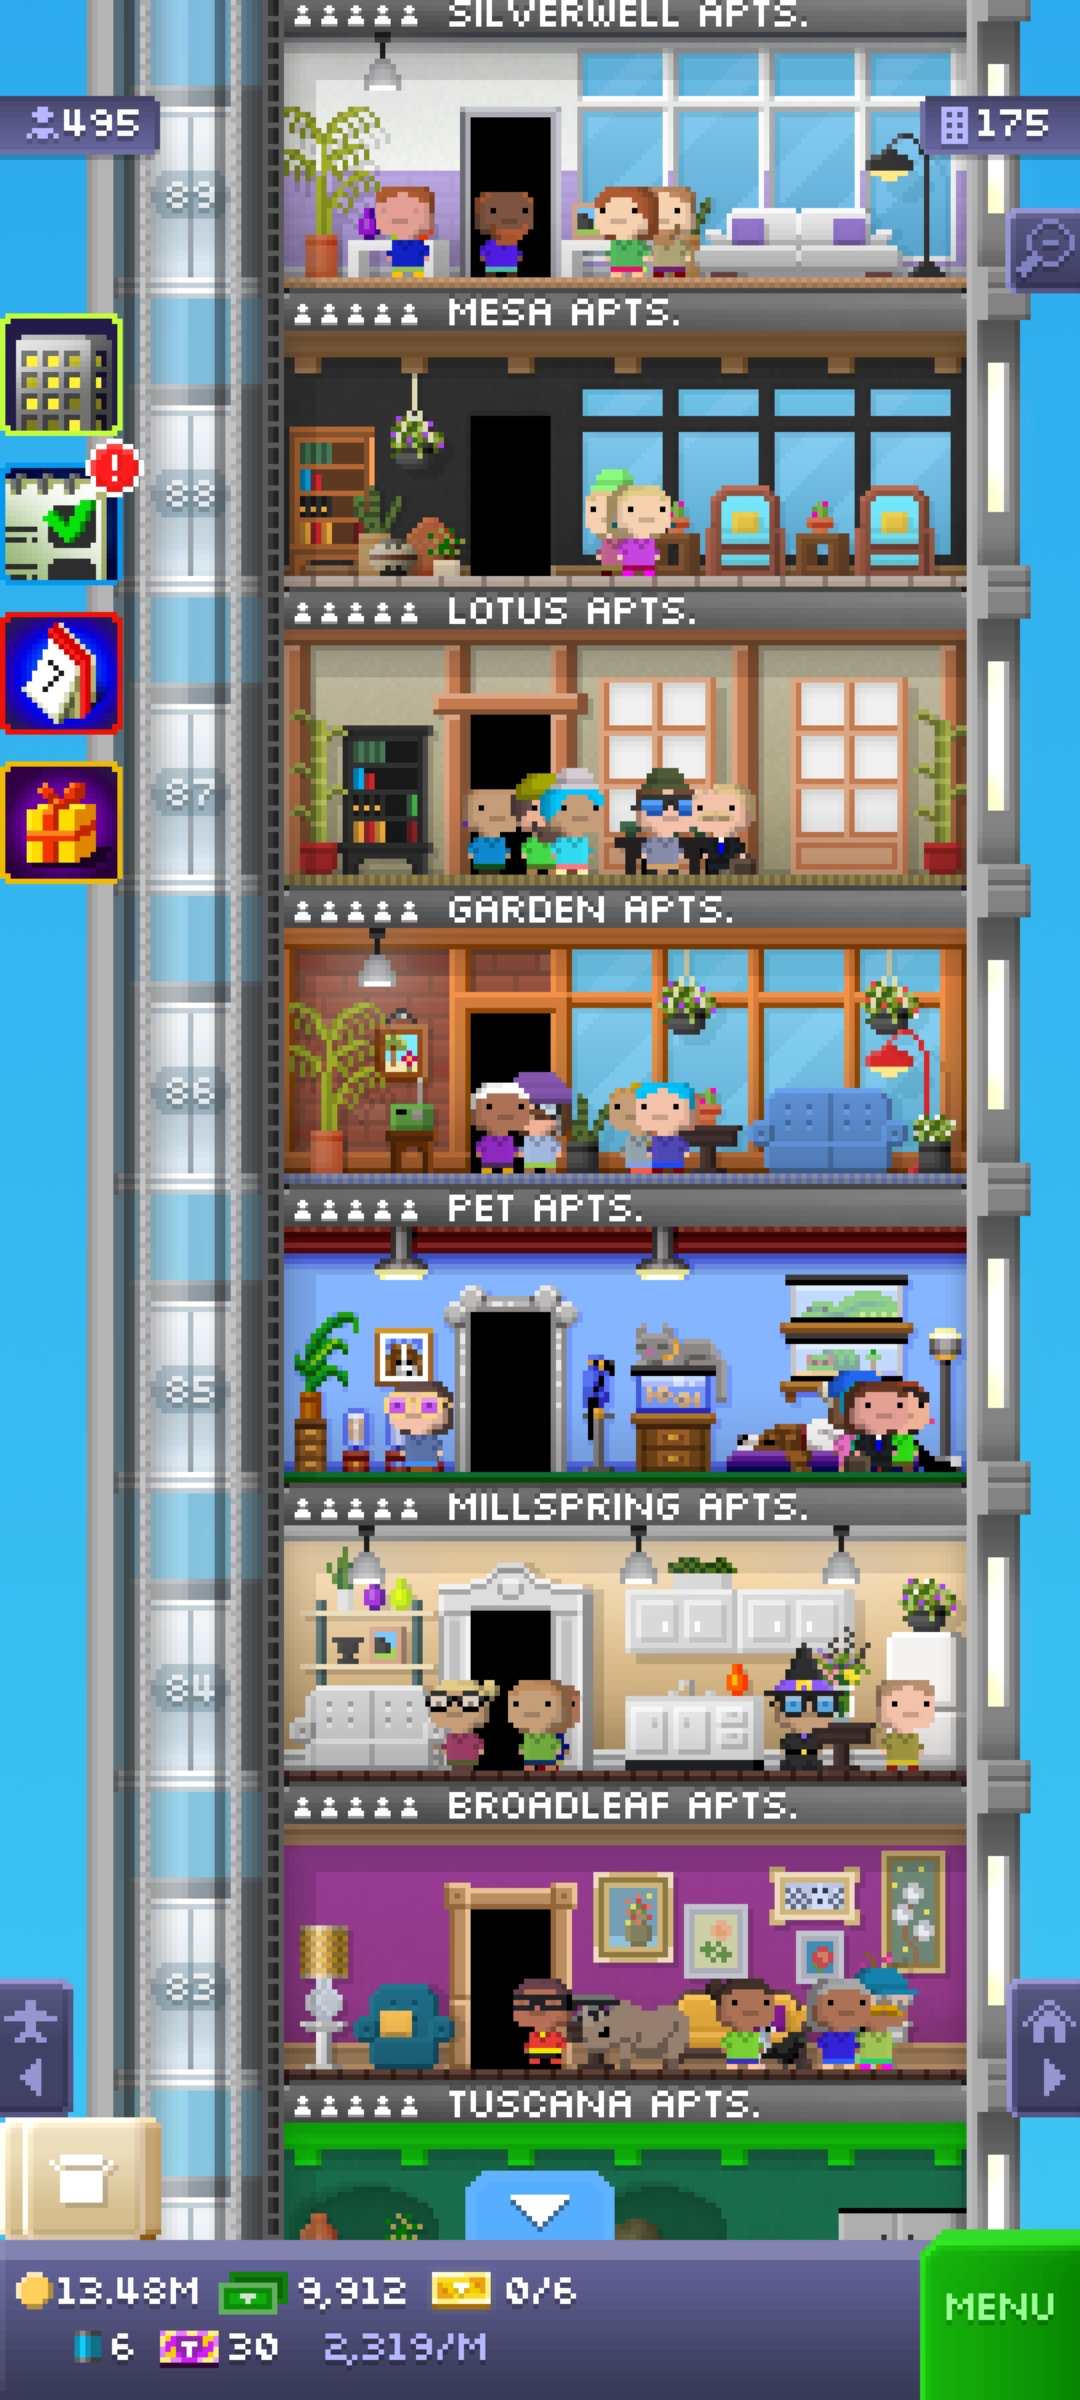 SILVERWELL APTS.
495
175
89
MESA APTS.
88
LOTUS APTS.
87
GARDEN APTS.
86
PET APTS.
85
MILLSPRING APTS.
84
BROADLEAF APTS.
83
TUSCANA APTS.
13.48M 9,912 0/6
6 30 2,319/M
MENU